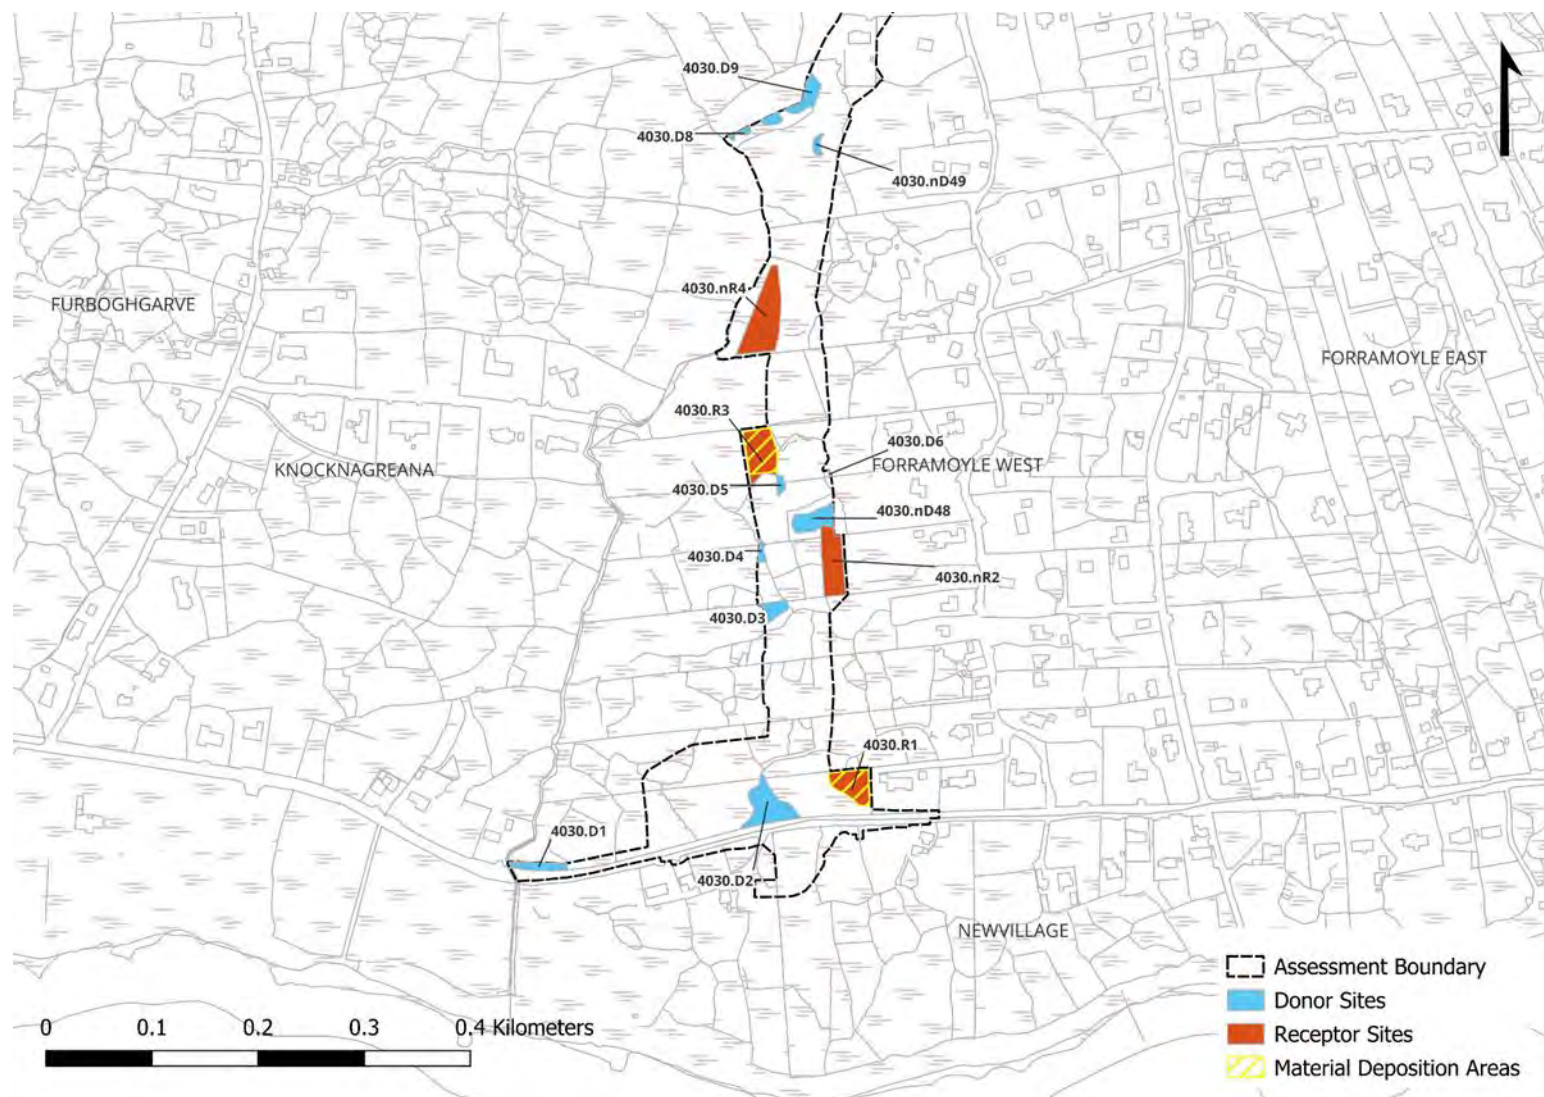 4030.D9
4030.D8
4030.nD49
4030.nR4
FURBOGHGARVE
FORRAMOYLE EAST
4030.R3
4030.D6
KNOCKNAGREANA
FORRAMOYLE WEST
4030.D5
4030.nD48
4030.D4
4030.nR2
4030.D3
4030.R1
4030.D1
4030.D2
NEWVILLAGE
Assessment Boundary
Donor Sites
Receptor Sites
Material Deposition Areas
0 0.1 0.2 0.3 0.4 Kilometers